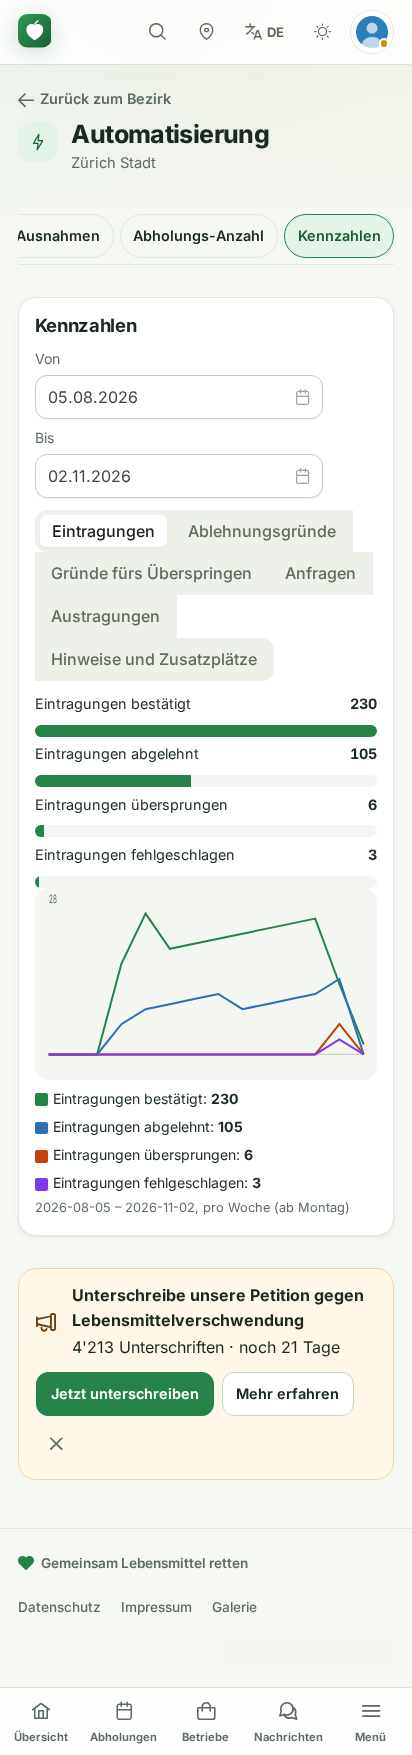 DE
Zurück zum Bezirk
Automatisierung
Zürich Stadt
Ausnahmen
Abholungs-Anzahl
Kennzahlen
Kennzahlen
Von
05.08.2026
Bis
02.11.2026
Eintragungen
Ablehnungsgründe
Gründe fürs Überspringen
Anfragen
Austragungen
Hinweise und Zusatzplätze
Eintragungen bestätigt 230
Eintragungen abgelehnt 105
Eintragungen übersprungen 6
Eintragungen fehlgeschlagen 3
28
Eintragungen bestätigt: 230
Eintragungen abgelehnt: 105
Eintragungen übersprungen: 6
Eintragungen fehlgeschlagen: 3
2026-08-05 – 2026-11-02, pro Woche (ab Montag)
Unterschreibe unsere Petition gegen
Lebensmittelverschwendung
4'213 Unterschriften · noch 21 Tage
Jetzt unterschreiben
Mehr erfahren
Gemeinsam Lebensmittel retten
Datenschutz Impressum Galerie
Übersicht Abholungen Betriebe Nachrichten Menü